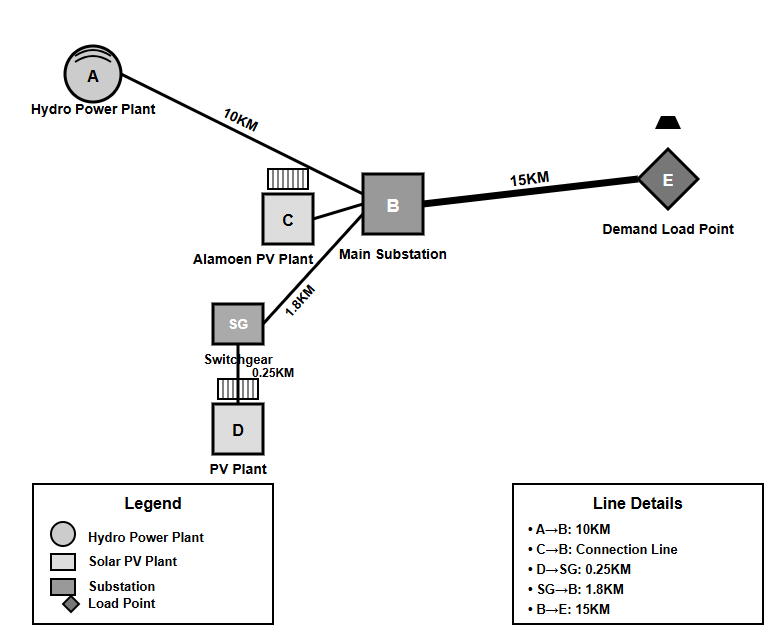 A
Hydro Power Plant
10KM
15KM
E
Demand Load Point
C
Alamoen PV Plant
B
Main Substation
1.8KM
SG
Switchgear
0.25KM
D
PV Plant
Legend
Hydro Power Plant
Solar PV Plant
Substation
Load Point
Line Details
• A→B: 10KM
• C→B: Connection Line
• D→SG: 0.25KM
• SG→B: 1.8KM
• B→E: 15KM